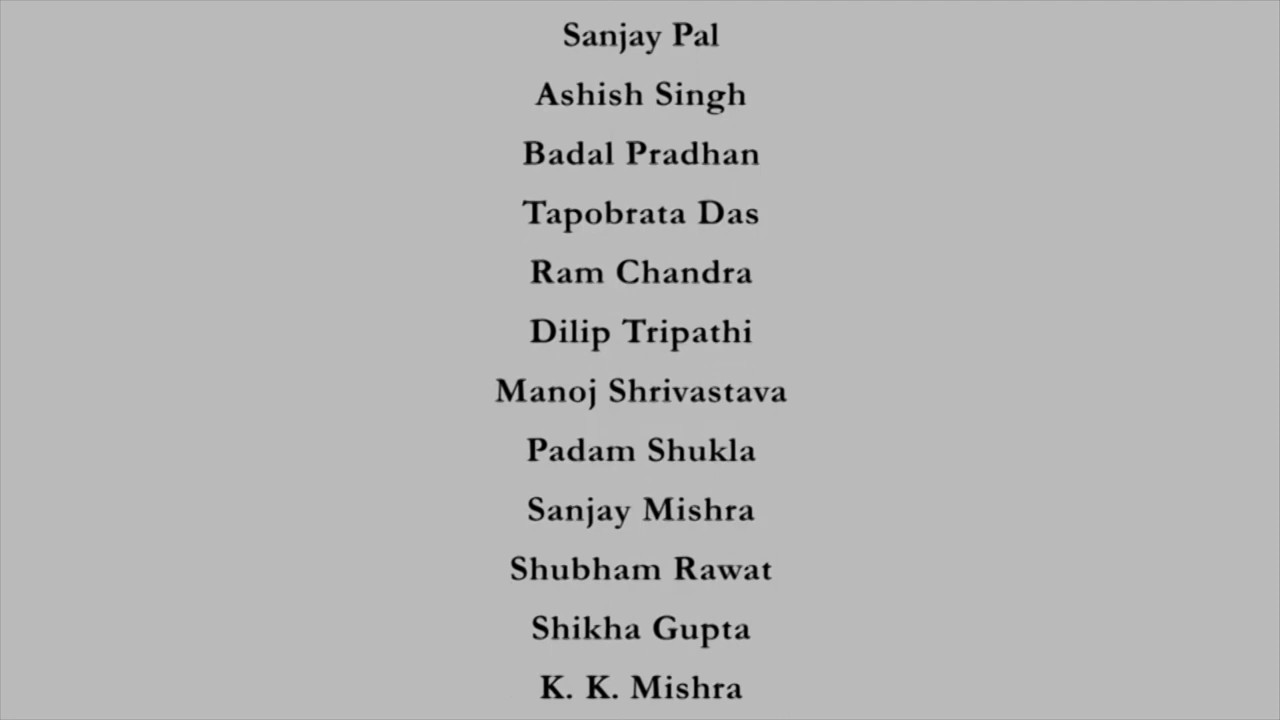 Sanjay Pal
Ashish Singh
Badal Pradhan
Tapobrata Das
Ram Chandra
Dilip Tripathi
Manoj Shrivastava
Padam Shukla
Sanjay Mishra
Shubham Rawat
Shikha Gupta
K. K. Mishra